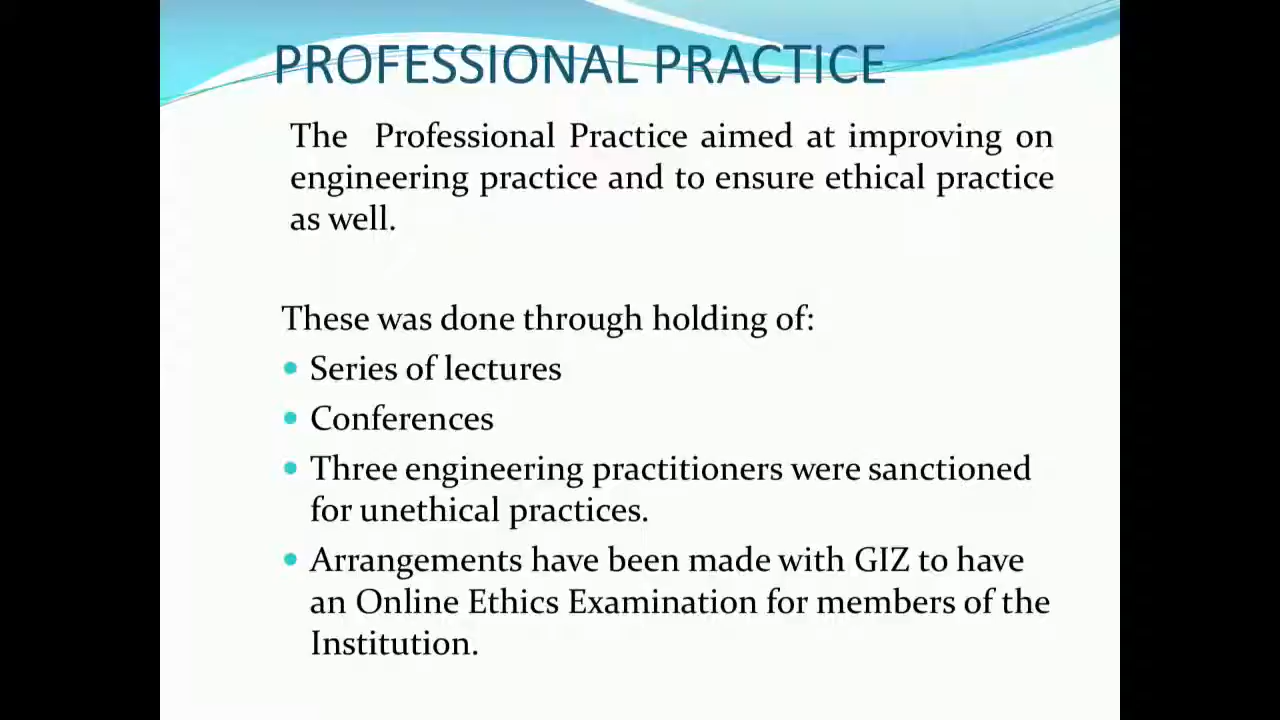 PROFESSIONAL PRACTICE
The Professional Practice aimed at improving on
engineering practice and to ensure ethical practice
as well.
These was done through holding of:
• Series of lectures
• Conferences
• Three engineering practitioners were sanctioned
for unethical practices.
• Arrangements have been made with GIZ to have
an Online Ethics Examination for members of the
Institution.